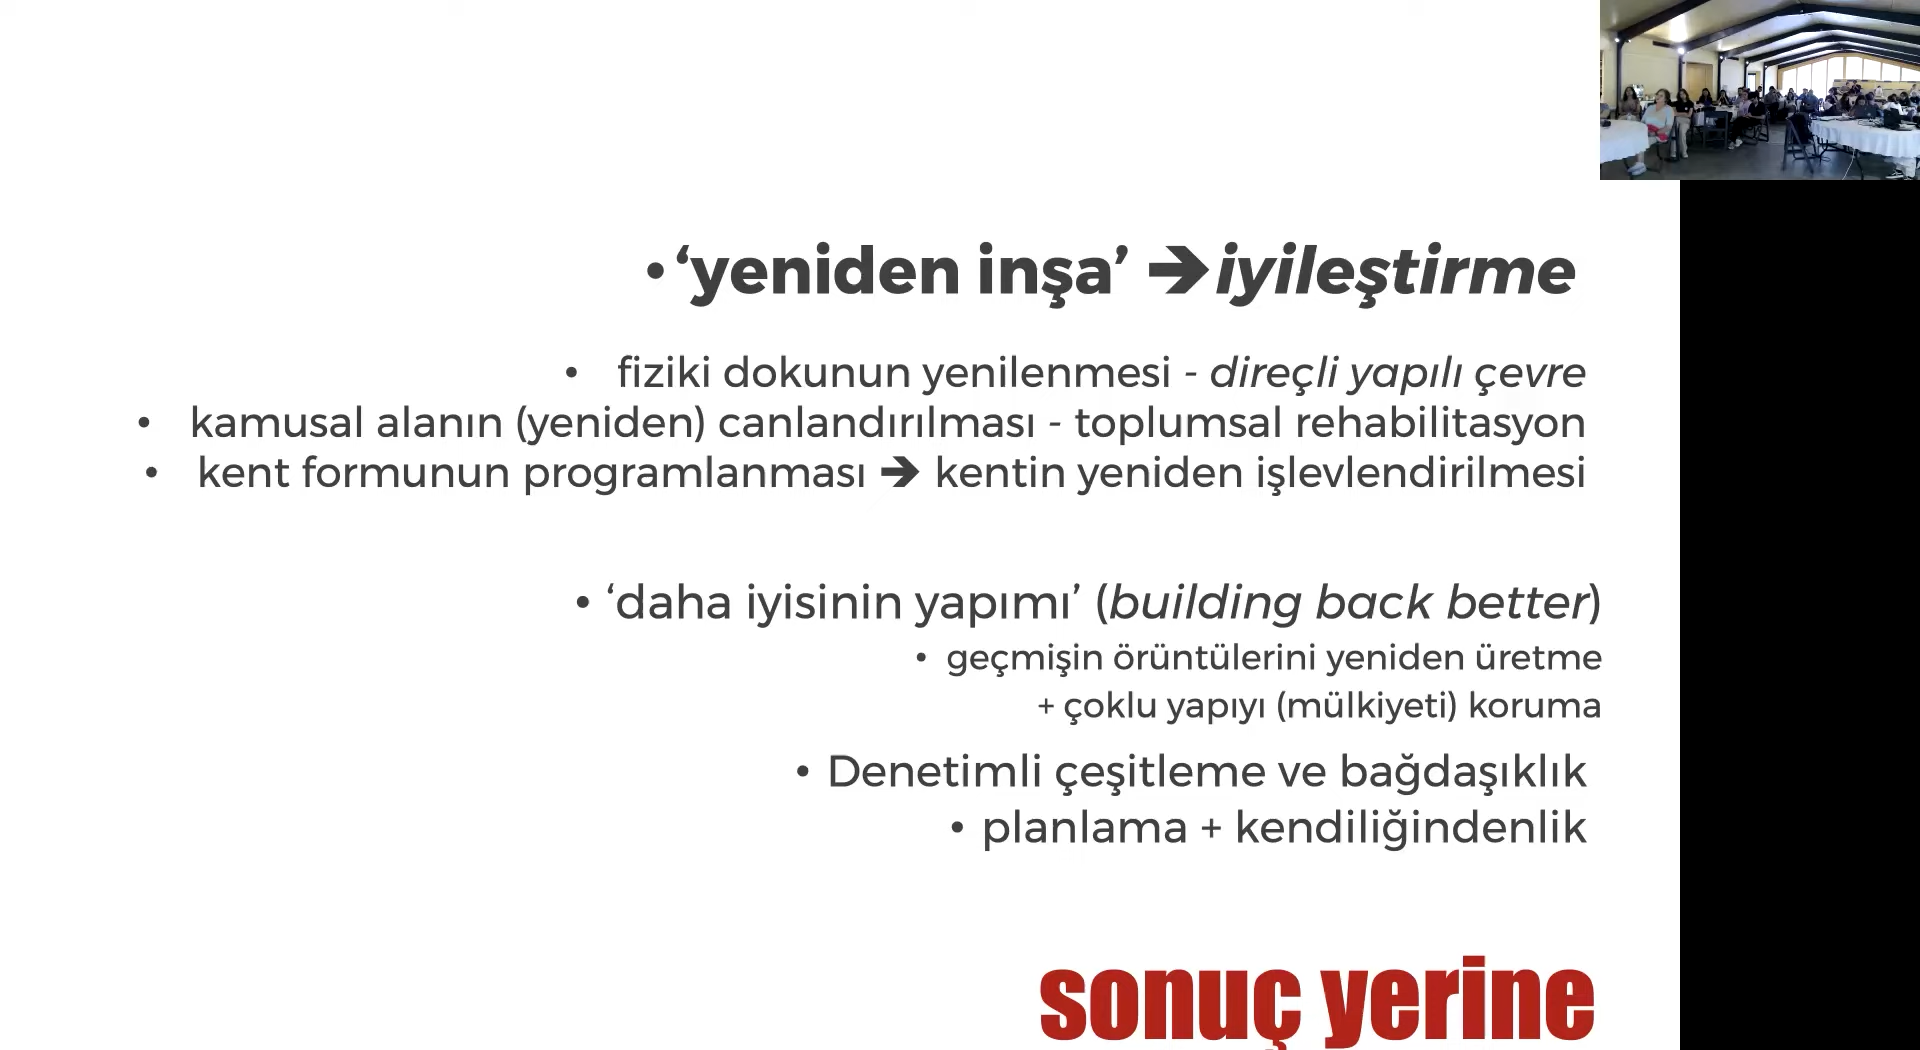 • ‘yeniden inşa’ ➔ iyileştirme
• fiziki dokunun yenilenmesi - direçli yapılı çevre
• kamusal alanın (yeniden) canlandırılması - toplumsal rehabilitasyon
• kent formunun programlanması ➔ kentin yeniden işlevlendirilmesi
• ‘daha iyisinin yapımı’ (building back better)
• geçmişin örüntülerini yeniden üretme
+ çoklu yapıyı (mülkiyeti) koruma
• Denetimli çeşitleme ve bağdaşıklık
• planlama + kendiliğindenlik
sonuç yerine